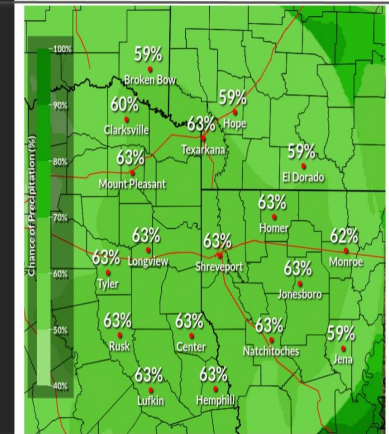 Chance of Precipitation (%)
100%
90%
80%
70%
60%
50%
40%
59%
Broken Bow
60%
Clarksville
59%
Hope
63%
Texarkana
63%
Mount Pleasant
59%
El Dorado
63%
Homer
63%
Longview
63%
Shreveport
62%
Monroe
63%
Tyler
63%
Jonesboro
63%
Rusk
63%
Center
63%
Natchitoches
59%
Jena
63%
Lufkin
63%
Hemphill